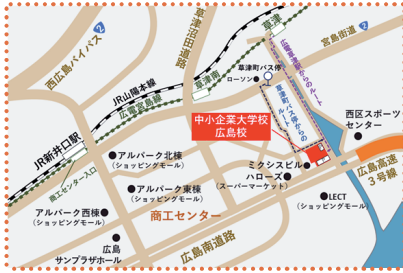 西広島バイパス
2
草津沼田道路
草津
宮島街道
2
JR山陽本線
広電宮島線
草津南
草津町バス停
ローソン
広電草津駅からのルート
草津町バス停からの
ルート
JR新井口駅
中小企業大学校
広島校
西区スポーツ
センター
商工センター入口
アルパーク北棟
(ショッピングモール)
ミクシスビル
ハローズ
(スーパーマーケット)
広島高速
3号線
アルパーク東棟
(ショッピングモール)
LECT
(ショッピングモール)
アルパーク西棟
(ショッピングモール)
商工センター
広島
サンプラザホール
広島南道路